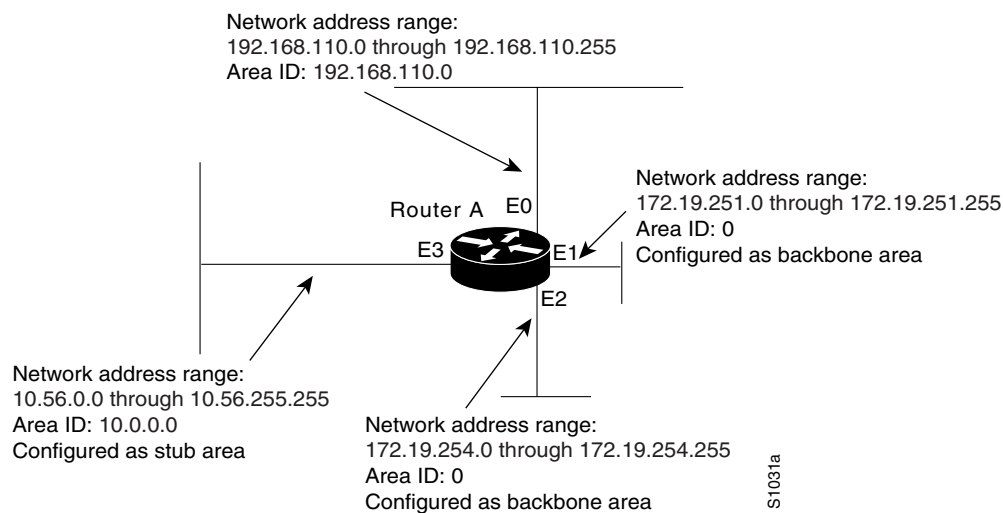 Network address range:
192.168.110.0 through 192.168.110.255
Area ID: 192.168.110.0
Network address range:
172.19.251.0 through 172.19.251.255
Area ID: 0
Configured as backbone area
Router A
E0
E3
E1
E2
Network address range:
10.56.0.0 through 10.56.255.255
Area ID: 10.0.0.0
Configured as stub area
Network address range:
172.19.254.0 through 172.19.254.255
Area ID: 0
Configured as backbone area
S1031a